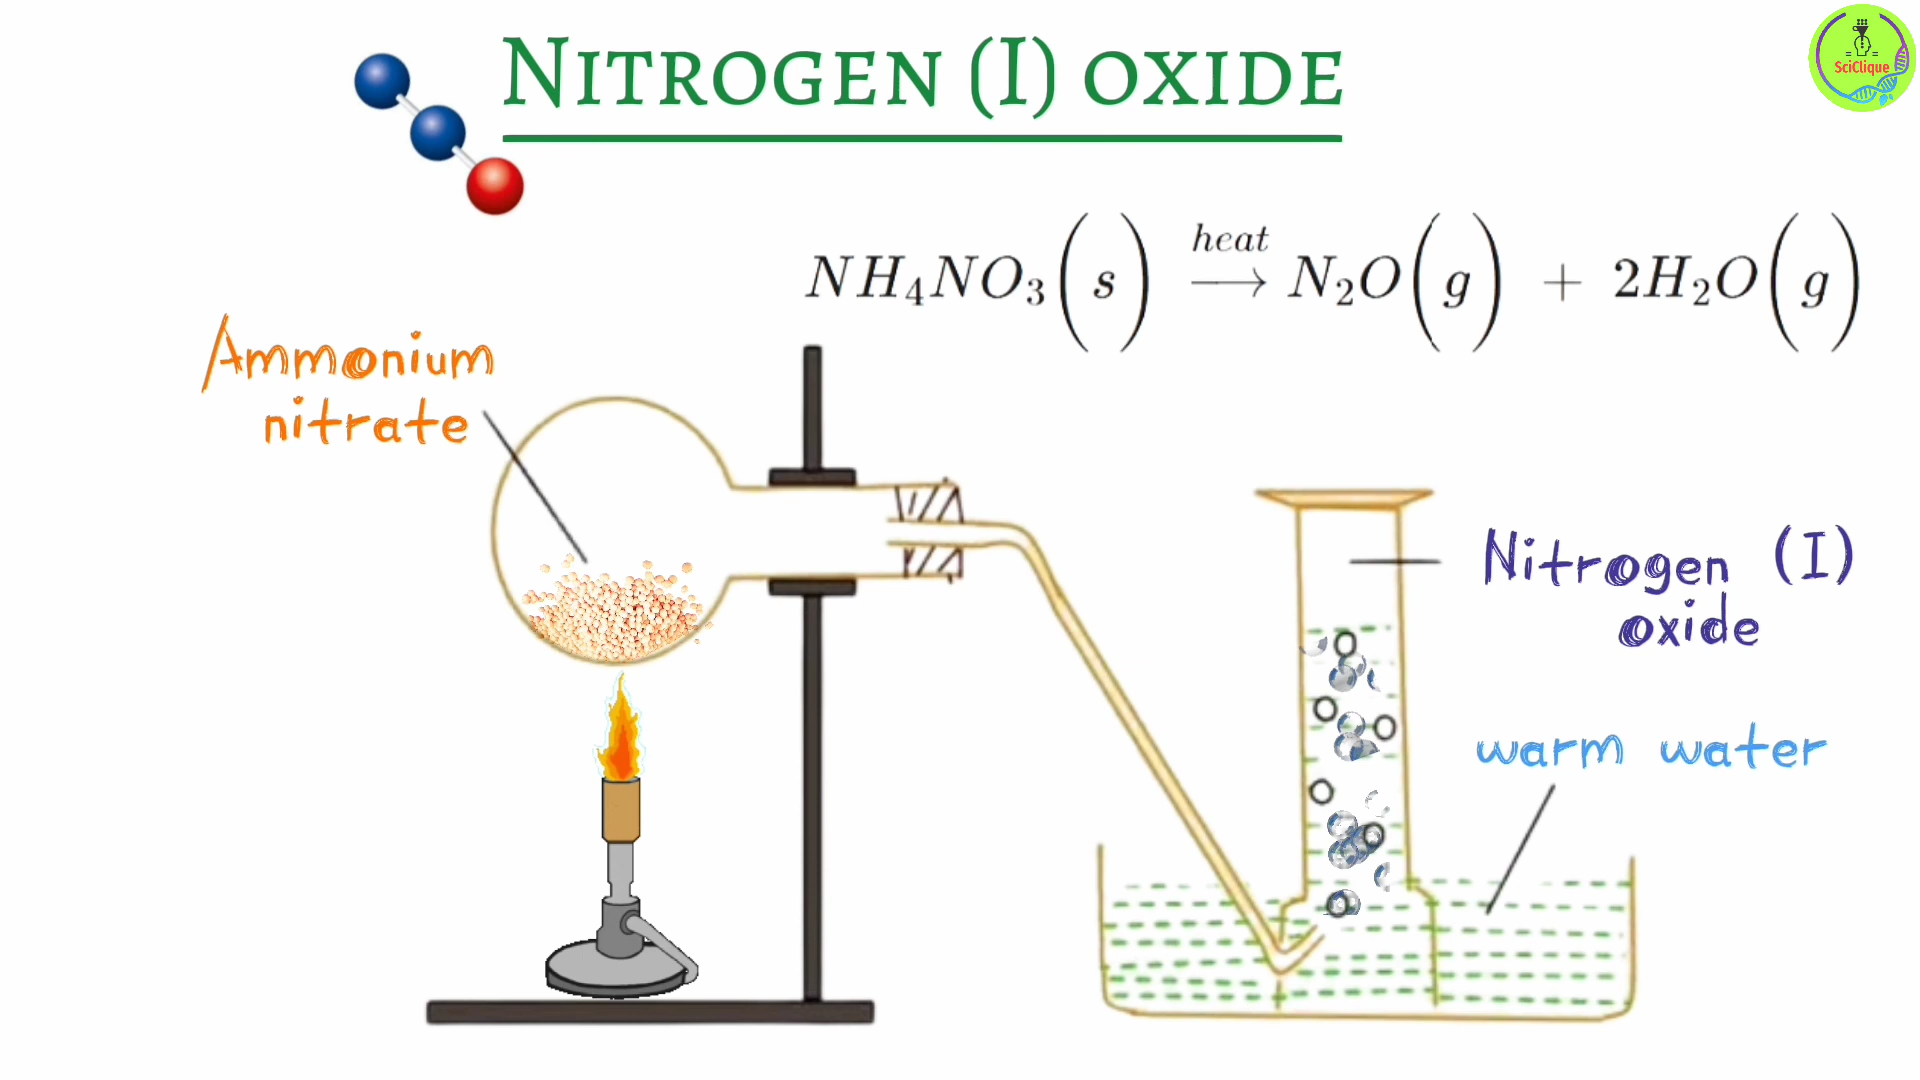 Nitrogen (I) oxide
SciClique
NH₄NO₃(s) heat⟶ N₂O(g) + 2H₂O(g)
Ammonium
nitrate
Nitrogen (I)
oxide
warm water